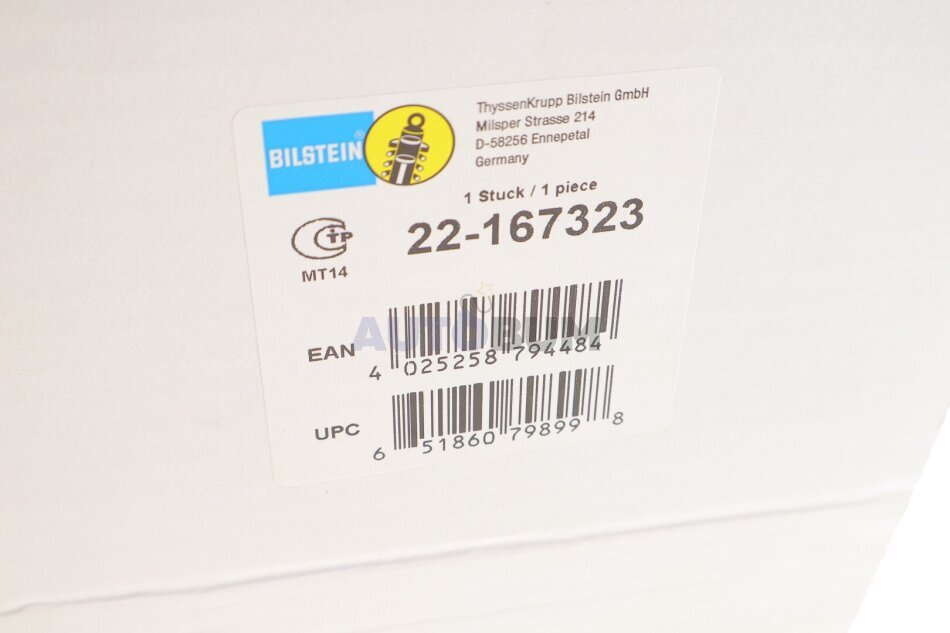 BILSTEIN®
ThyssenKrupp Bilstein GmbH
Milsper Strasse 214
D-58256 Ennepetal
Germany
1 Stuck / 1 piece
22-167323
MT14
AUTOBUM
EAN
4 025258 794484
UPC
6 51860 79899 8